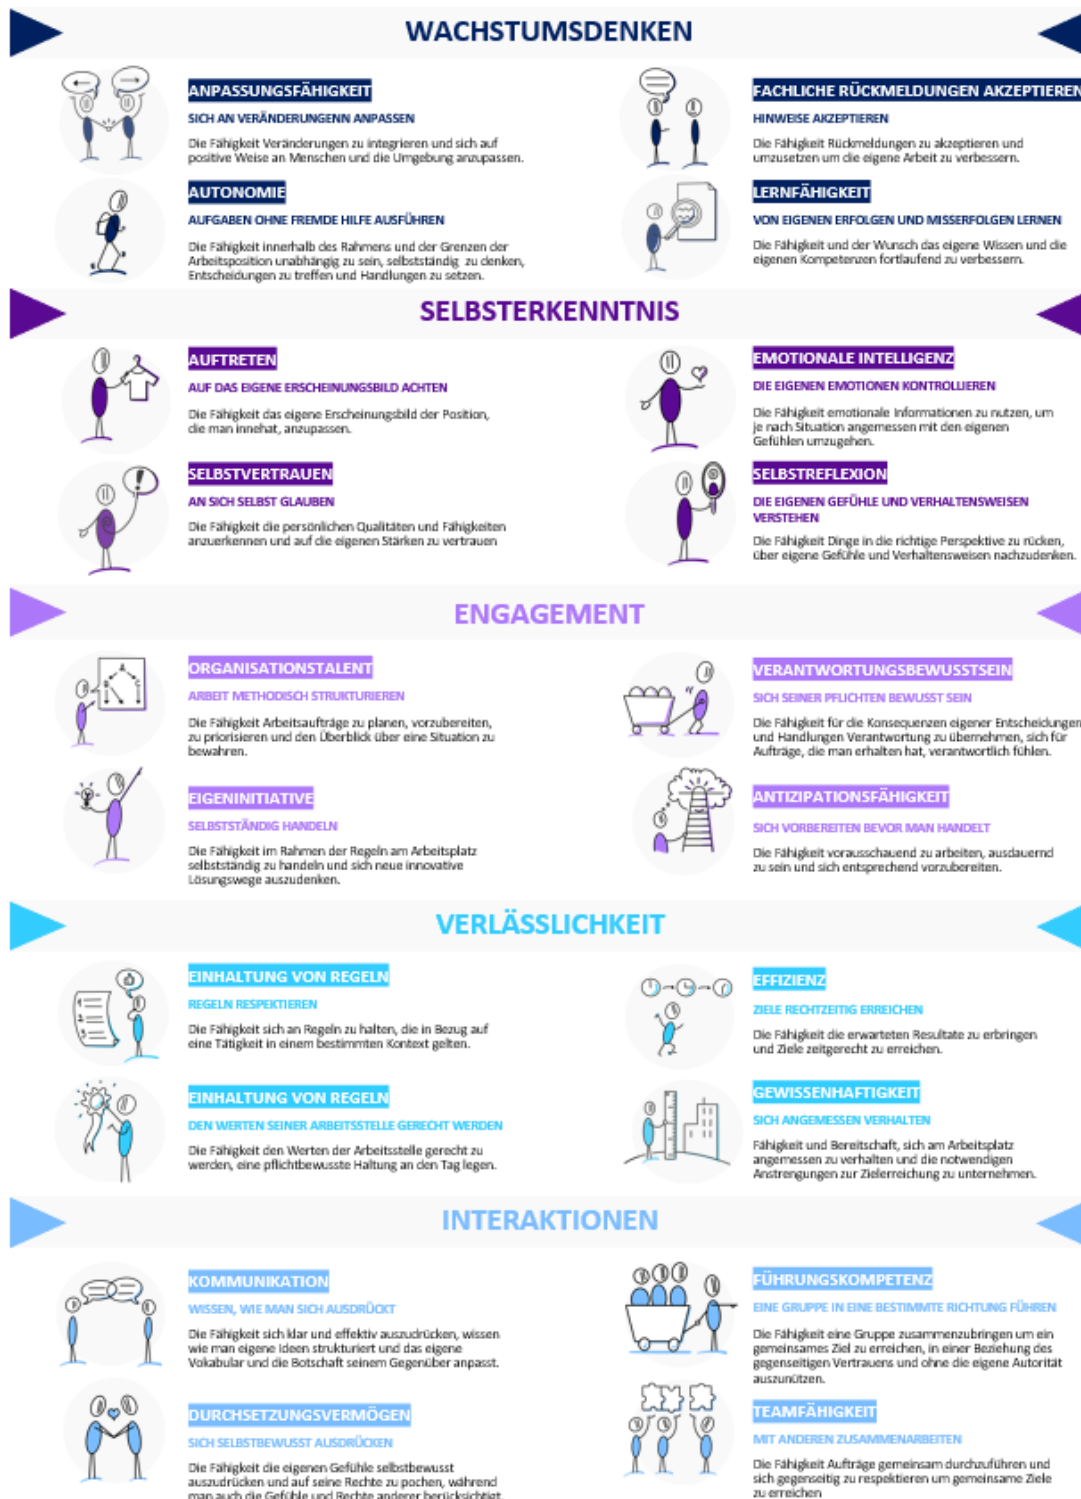 WACHSTUMSDENKEN
ANPASSUNGSFÄHIGKEIT
SICH AN VERÄNDERUNGENN ANPASSEN
Die Fähigkeit Veränderungen zu integrieren und sich auf
positive Weise an Menschen und die Umgebung anzupassen.
FACHLICHE RÜCKMELDUNGEN AKZEPTIEREN
HINWEISE AKZEPTIEREN
Die Fähigkeit Rückmeldungen zu akzeptieren und
umzusetzen um die eigene Arbeit zu verbessern.
AUTONOMIE
AUFGABEN OHNE FREMDE HILFE AUSFÜHREN
Die Fähigkeit innerhalb des Rahmens und der Grenzen der
Arbeitsposition unabhängig zu sein, selbstständig zu denken,
Entscheidungen zu treffen und Handlungen zu setzen.
LERNFÄHIGKEIT
VON EIGENEN ERFOLGEN UND MISSERFOLGEN LERNEN
Die Fähigkeit und der Wunsch das eigene Wissen und die
eigenen Kompetenzen fortlaufend zu verbessern.
SELBSTERKENNTNIS
AUFTRETEN
AUF DAS EIGENE ERSCHEINUNGSBILD ACHTEN
Die Fähigkeit das eigene Erscheinungsbild der Position,
die man innehat, anzupassen.
EMOTIONALE INTELLIGENZ
DIE EIGENEN EMOTIONEN KONTROLLIEREN
Die Fähigkeit emotionale Informationen zu nutzen, um
je nach Situation angemessen mit den eigenen
Gefühlen umzugehen.
SELBSTVERTRAUEN
AN SICH SELBST GLAUBEN
Die Fähigkeit die persönlichen Qualitäten und Fähigkeiten
anzuerkennen und auf die eigenen Stärken zu vertrauen
SELBSTREFLEXION
DIE EIGENEN GEFÜHLE UND VERHALTENSWEISEN
VERSTEHEN
Die Fähigkeit Dinge in die richtige Perspektive zu rücken,
über eigene Gefühle und Verhaltensweisen nachzudenken.
ENGAGEMENT
ORGANISATIONSTALENT
ARBEIT METHODISCH STRUKTURIEREN
Die Fähigkeit Arbeitsaufträge zu planen, vorzubereiten,
zu priorisieren und den Überblick über eine Situation zu
bewahren.
VERANTWORTUNGSBEWUSSTSEIN
SICH SEINER PFLICHTEN BEWUSST SEIN
Die Fähigkeit für die Konsequenzen eigener Entscheidungen
und Handlungen Verantwortung zu übernehmen, sich für
Aufträge, die man erhalten hat, verantwortlich fühlen.
EIGENINITIATIVE
SELBSTSTÄNDIG HANDELN
Die Fähigkeit im Rahmen der Regeln am Arbeitsplatz
selbstständig zu handeln und sich neue innovative
Lösungswege auszudenken.
ANTIZIPATIONSFÄHIGKEIT
SICH VORBEREITEN BEVOR MAN HANDELT
Die Fähigkeit vorausschauend zu arbeiten, ausdauernd
zu sein und sich entsprechend vorzubereiten.
VERLÄSSLICHKEIT
EINHALTUNG VON REGELN
REGELN RESPEKTIEREN
Die Fähigkeit sich an Regeln zu halten, die in Bezug auf
eine Tätigkeit in einem bestimmten Kontext gelten.
EFFIZIENZ
ZIELE RECHTZEITIG ERREICHEN
Die Fähigkeit die erwarteten Resultate zu erbringen
und Ziele zeitgerecht zu erreichen.
EINHALTUNG VON REGELN
DEN WERTEN SEINER ARBEITSSTELLE GERECHT WERDEN
Die Fähigkeit den Werten der Arbeitsstelle gerecht zu
werden, eine pflichtbewusste Haltung an den Tag legen.
GEWISSENHAFTIGKEIT
SICH ANGEMESSEN VERHALTEN
Fähigkeit und Bereitschaft, sich am Arbeitsplatz
angemessen zu verhalten und die notwendigen
Anstrengungen zur Zielerreichung zu unternehmen.
INTERAKTIONEN
KOMMUNIKATION
WISSEN, WIE MAN SICH AUSDRÜCKT
Die Fähigkeit sich klar und effektiv auszudrücken, wissen
wie man eigene Ideen strukturiert und das eigene
Vokabular und die Botschaft seinem Gegenüber anpasst.
FÜHRUNGSKOMPETENZ
EINE GRUPPE IN EINE BESTIMMTE RICHTUNG FÜHREN
Die Fähigkeit eine Gruppe zusammenzubringen um ein
gemeinsames Ziel zu erreichen, in einer Beziehung des
gegenseitigen Vertrauens und ohne die eigene Autorität
auszunützen.
DURCHSETZUNGSVERMÖGEN
SICH SELBSTBEWUSST AUSDRÜCKEN
Die Fähigkeit die eigenen Gefühle selbstbewusst
auszudrücken und auf seine Rechte zu pochen, während
man auch die Gefühle und Rechte anderer berücksichtigt.
TEAMFÄHIGKEIT
MIT ANDEREN ZUSAMMENARBEITEN
Die Fähigkeit Aufträge gemeinsam durchzuführen und
sich gegenseitig zu respektieren um gemeinsame Ziele
zu erreichen